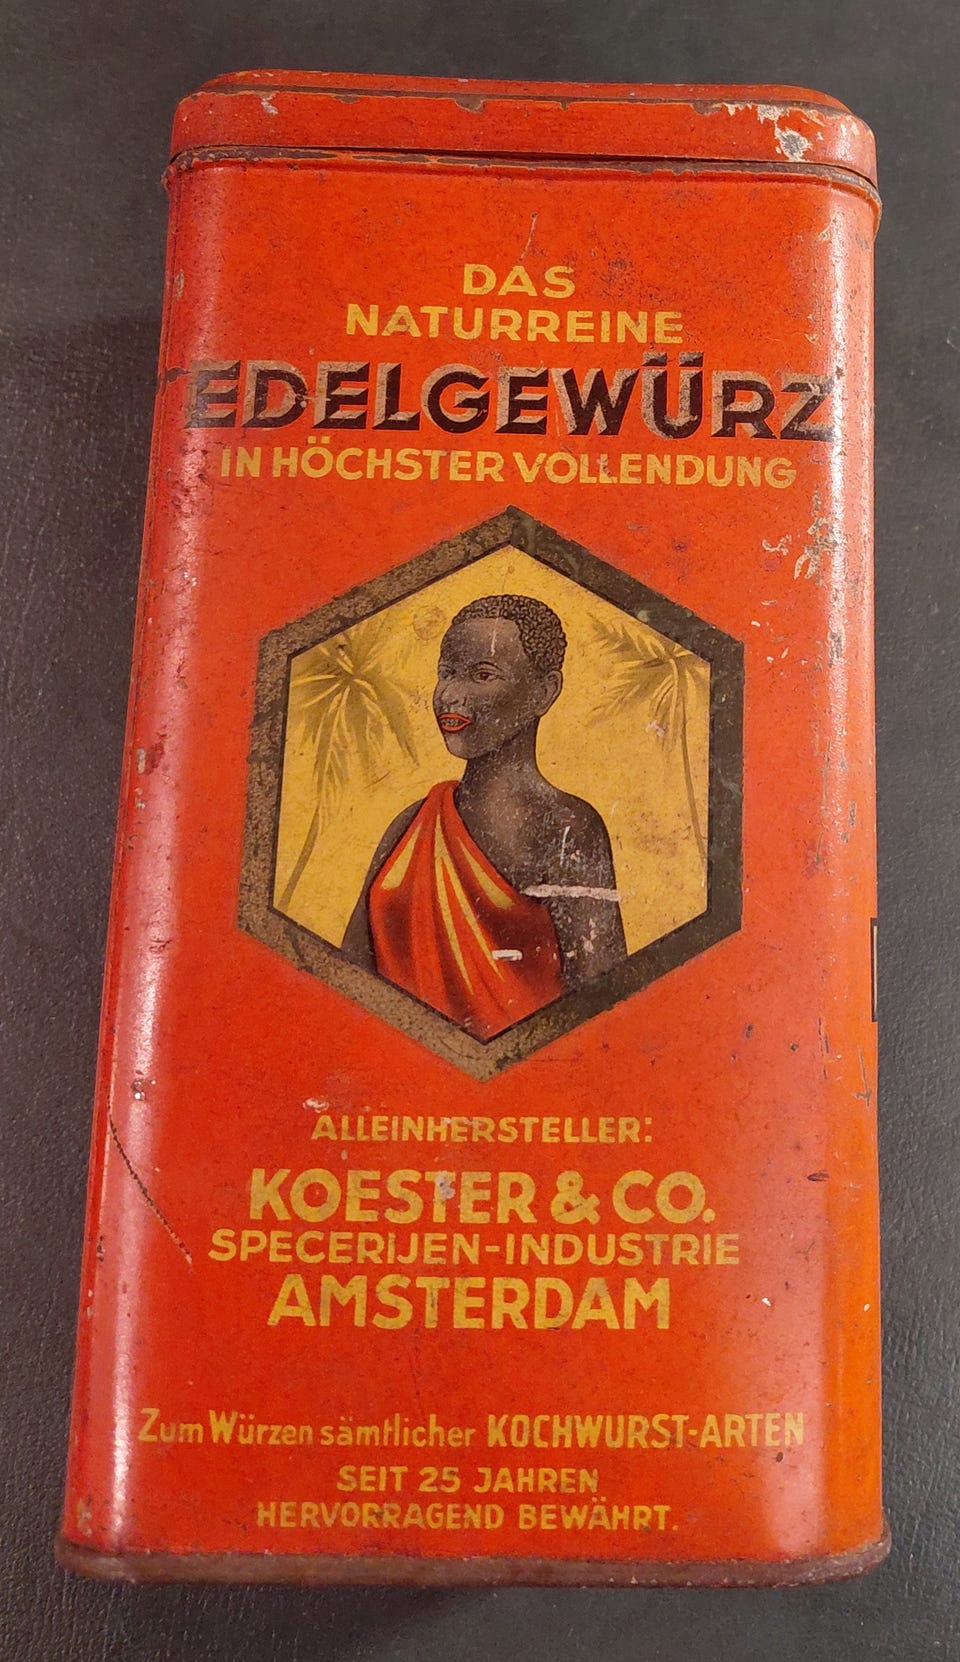 DAS
NATURREINE
EDELGEWÜRZ
IN HÖCHSTER VOLLENDUNG
ALLEINHERSTELLER:
KOESTER & CO.
SPECERIJEN-INDUSTRIE
AMSTERDAM
Zum Würzen sämtlicher KOCHWURST-ARTEN
SEIT 25 JAHREN
HERVORRAGEND BEWÄHRT.